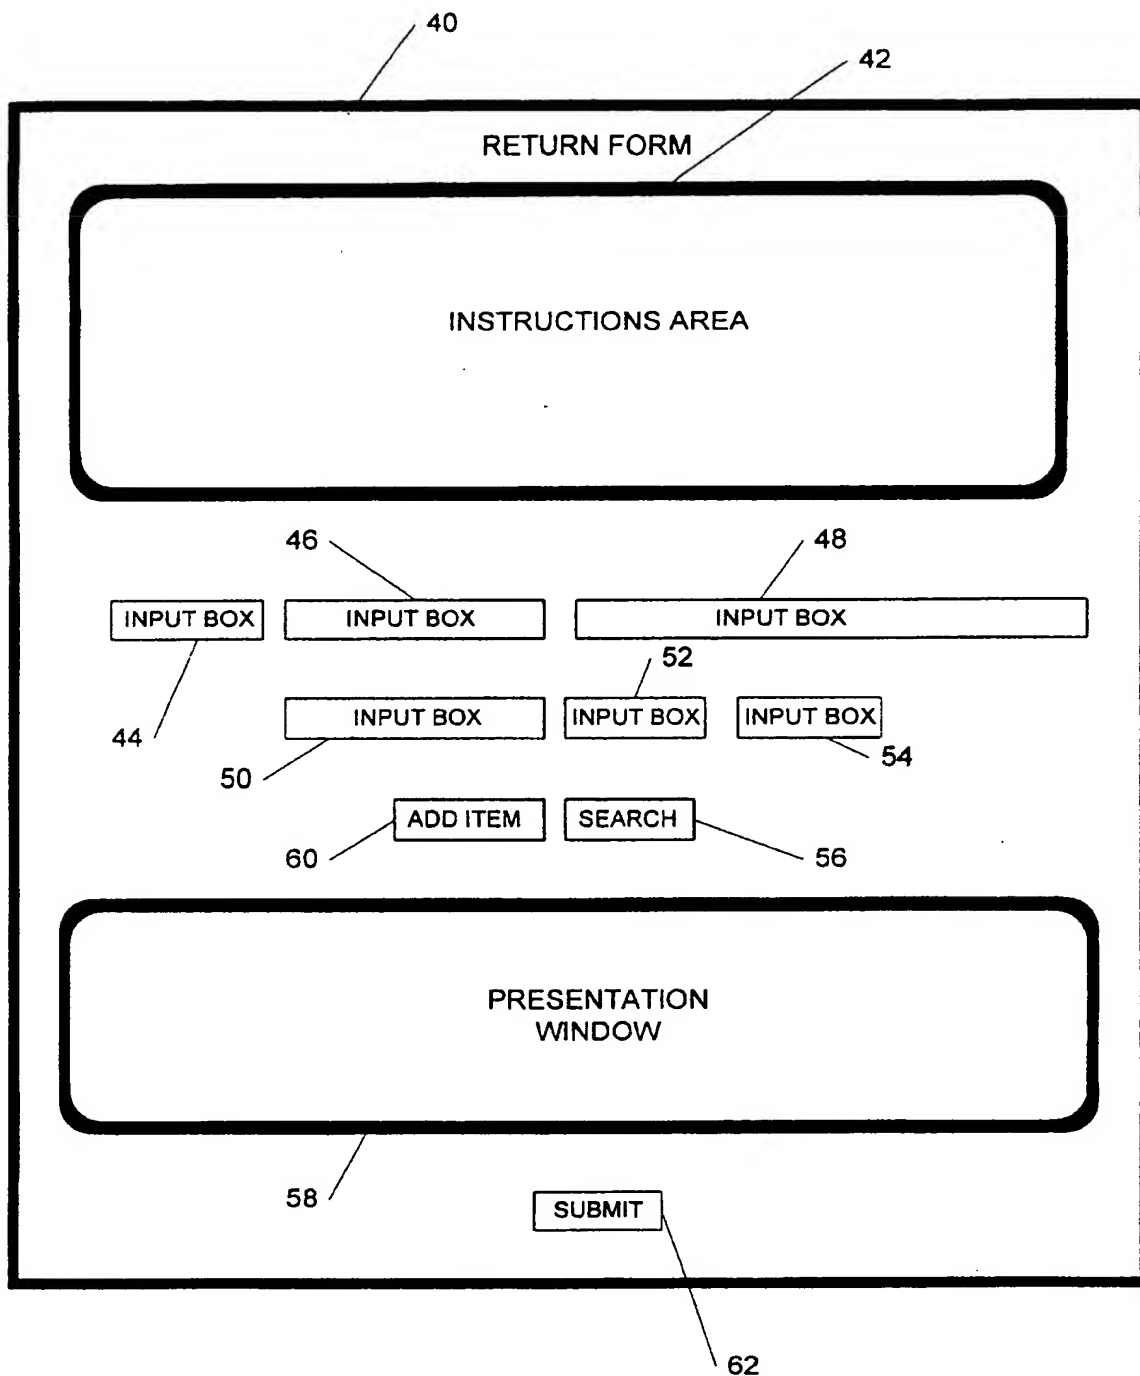 40
42
RETURN FORM
INSTRUCTIONS AREA
46
48
INPUT BOX
INPUT BOX
INPUT BOX
52
INPUT BOX
INPUT BOX
INPUT BOX
44
50
54
ADD ITEM
SEARCH
60
56
PRESENTATION
WINDOW
58
SUBMIT
62